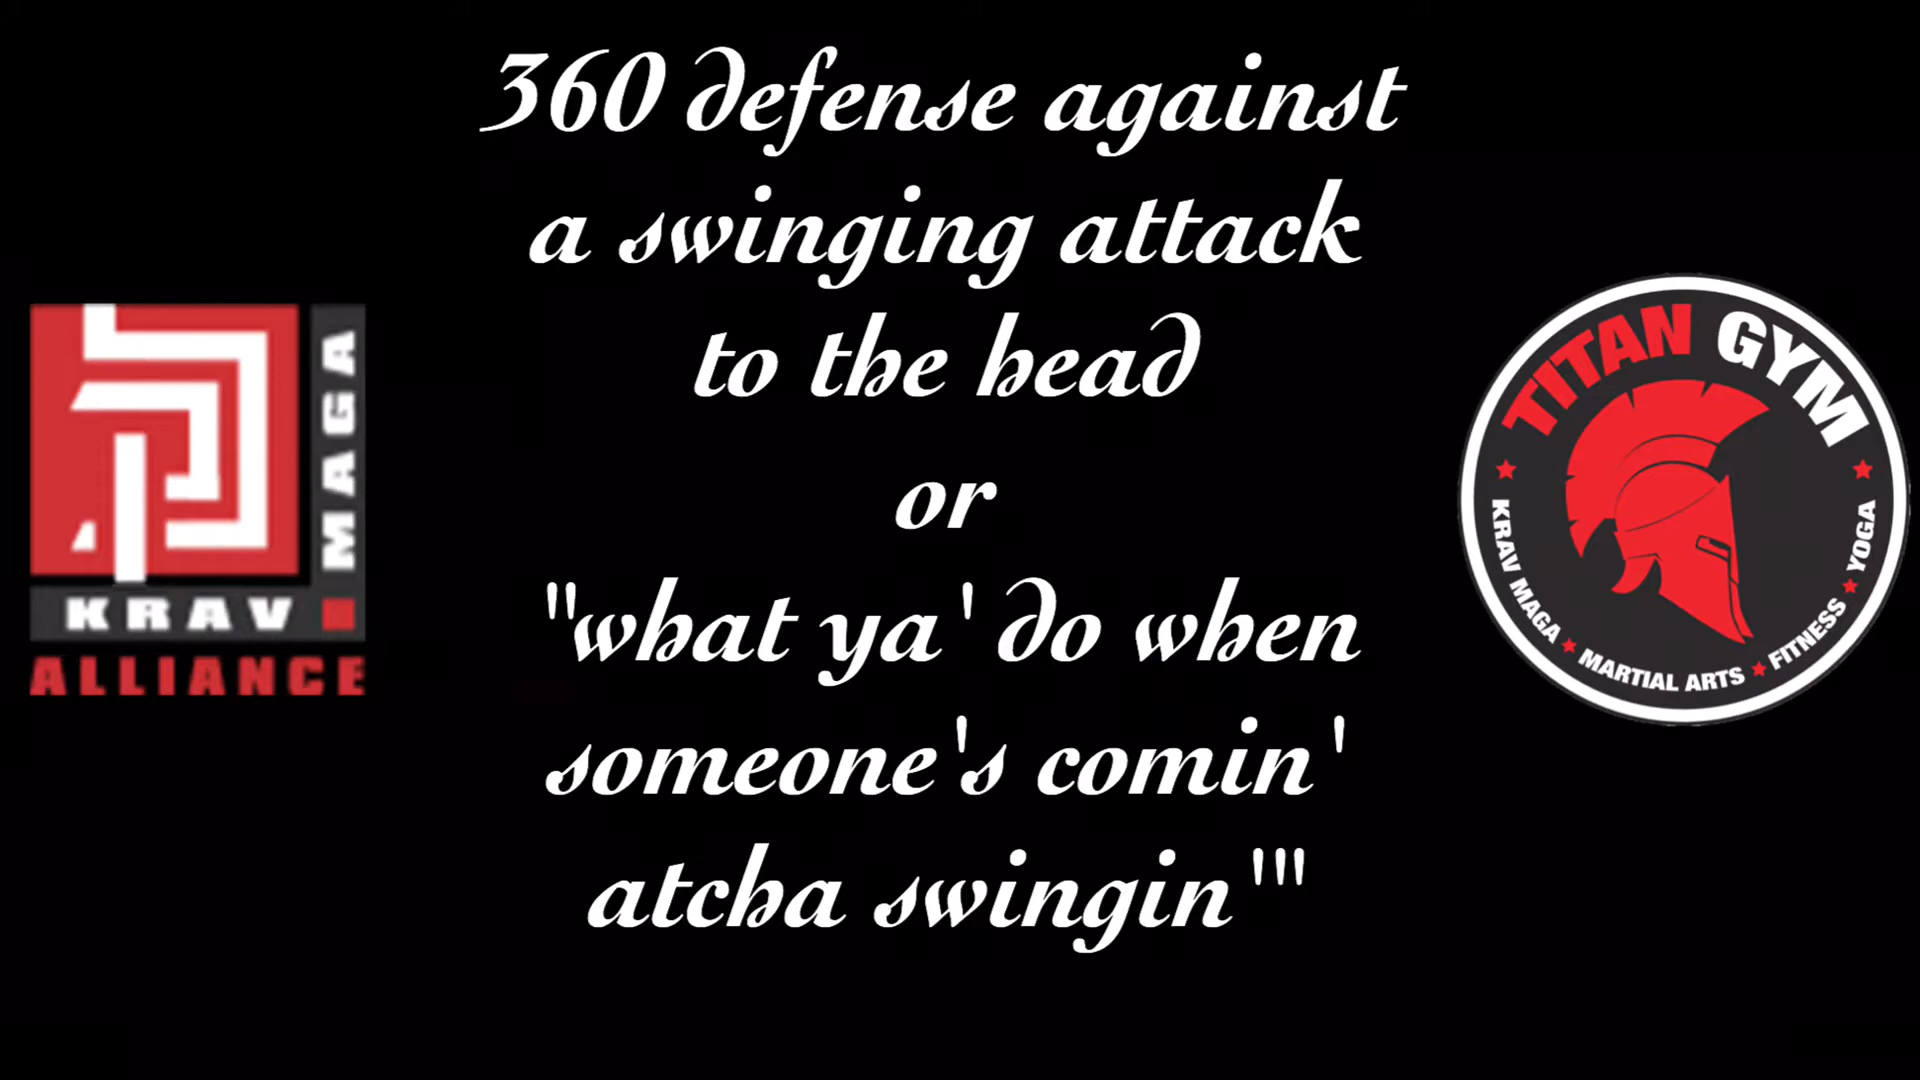 360 defense against
a swinging attack
to the head
or
"what ya' do when
someone's comin'
atcha swingin'"
KRAV
MAGA
ALLIANCE
TITAN GYM
KRAV MAGA ★ MARTIAL ARTS ★ FITNESS ★ YOGA